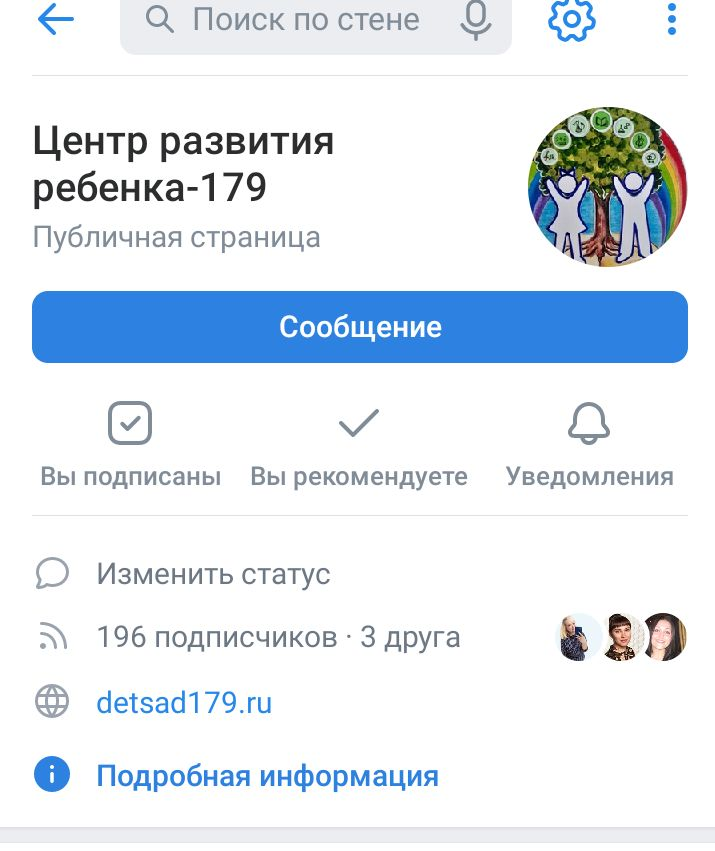 Поиск по стене
Центр развития
ребенка-179
Публичная страница
Сообщение
Вы подписаны
Вы рекомендуете
Уведомления
Изменить статус
196 подписчиков · 3 друга
detsad179.ru
Подробная информация